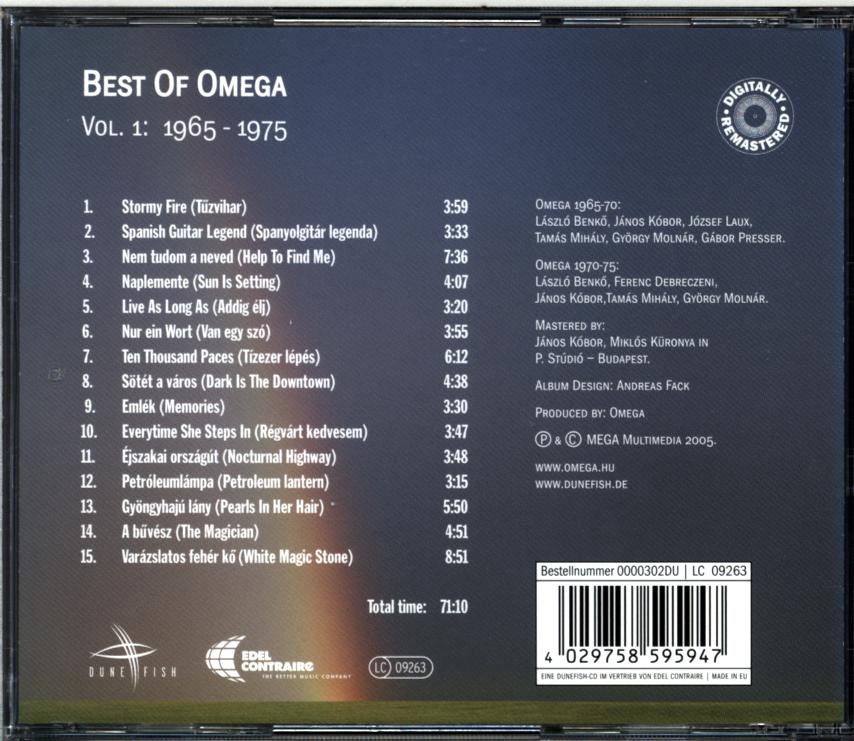 BEST OF OMEGA
VOL. 1: 1965 - 1975
DIGITALLY REMASTERED
1. Stormy Fire (Tűzvihar) 3:59
2. Spanish Guitar Legend (Spanyolgitár legenda) 3:33
3. Nem tudom a neved (Help To Find Me) 7:36
4. Naplemente (Sun Is Setting) 4:07
5. Live As Long As (Addig élj) 3:20
6. Nur ein Wort (Van egy szó) 3:55
7. Ten Thousand Paces (Tízezer lépés) 6:12
8. Sötét a város (Dark Is The Downtown) 4:38
9. Emlék (Memories) 3:30
10. Everytime She Steps In (Régvárt kedvesem) 3:47
11. Éjszakai országút (Nocturnal Highway) 3:48
12. Petróleumlámpa (Petroleum lantern) 3:15
13. Gyöngyhajú lány (Pearls In Her Hair) 5:50
14. A bűvész (The Magician) 4:51
15. Varázslatos fehér kő (White Magic Stone) 8:51
Total time: 71:10
OMEGA 1965-70:
LÁSZLÓ BENKŐ, JÁNOS KÓBOR, JÓZSEF LAUX,
TAMÁS MIHÁLY, GYÖRGY MOLNÁR, GÁBOR PRESSER.
OMEGA 1970-75:
LÁSZLÓ BENKŐ, FERENC DEBRECZENI,
JÁNOS KÓBOR,TAMÁS MIHÁLY, GYÖRGY MOLNÁR.
MASTERED BY:
JÁNOS KÓBOR, MIKLÓS KÜRONYA IN
P. STÚDIÓ – BUDAPEST.
ALBUM DESIGN: ANDREAS FACK
PRODUCED BY: OMEGA
Ⓟ & © MEGA MULTIMEDIA 2005.
WWW.OMEGA.HU
WWW.DUNEFISH.DE
DUNE FISH
EDEL CONTRAIRE
THE BETTER MUSIC COMPANY
LC 09263
Bestellnummer 0000302DU | LC 09263
4 029758 595947
EINE DUNEFISH-CD IM VERTRIEB VON EDEL CONTRAIRE | MADE IN EU